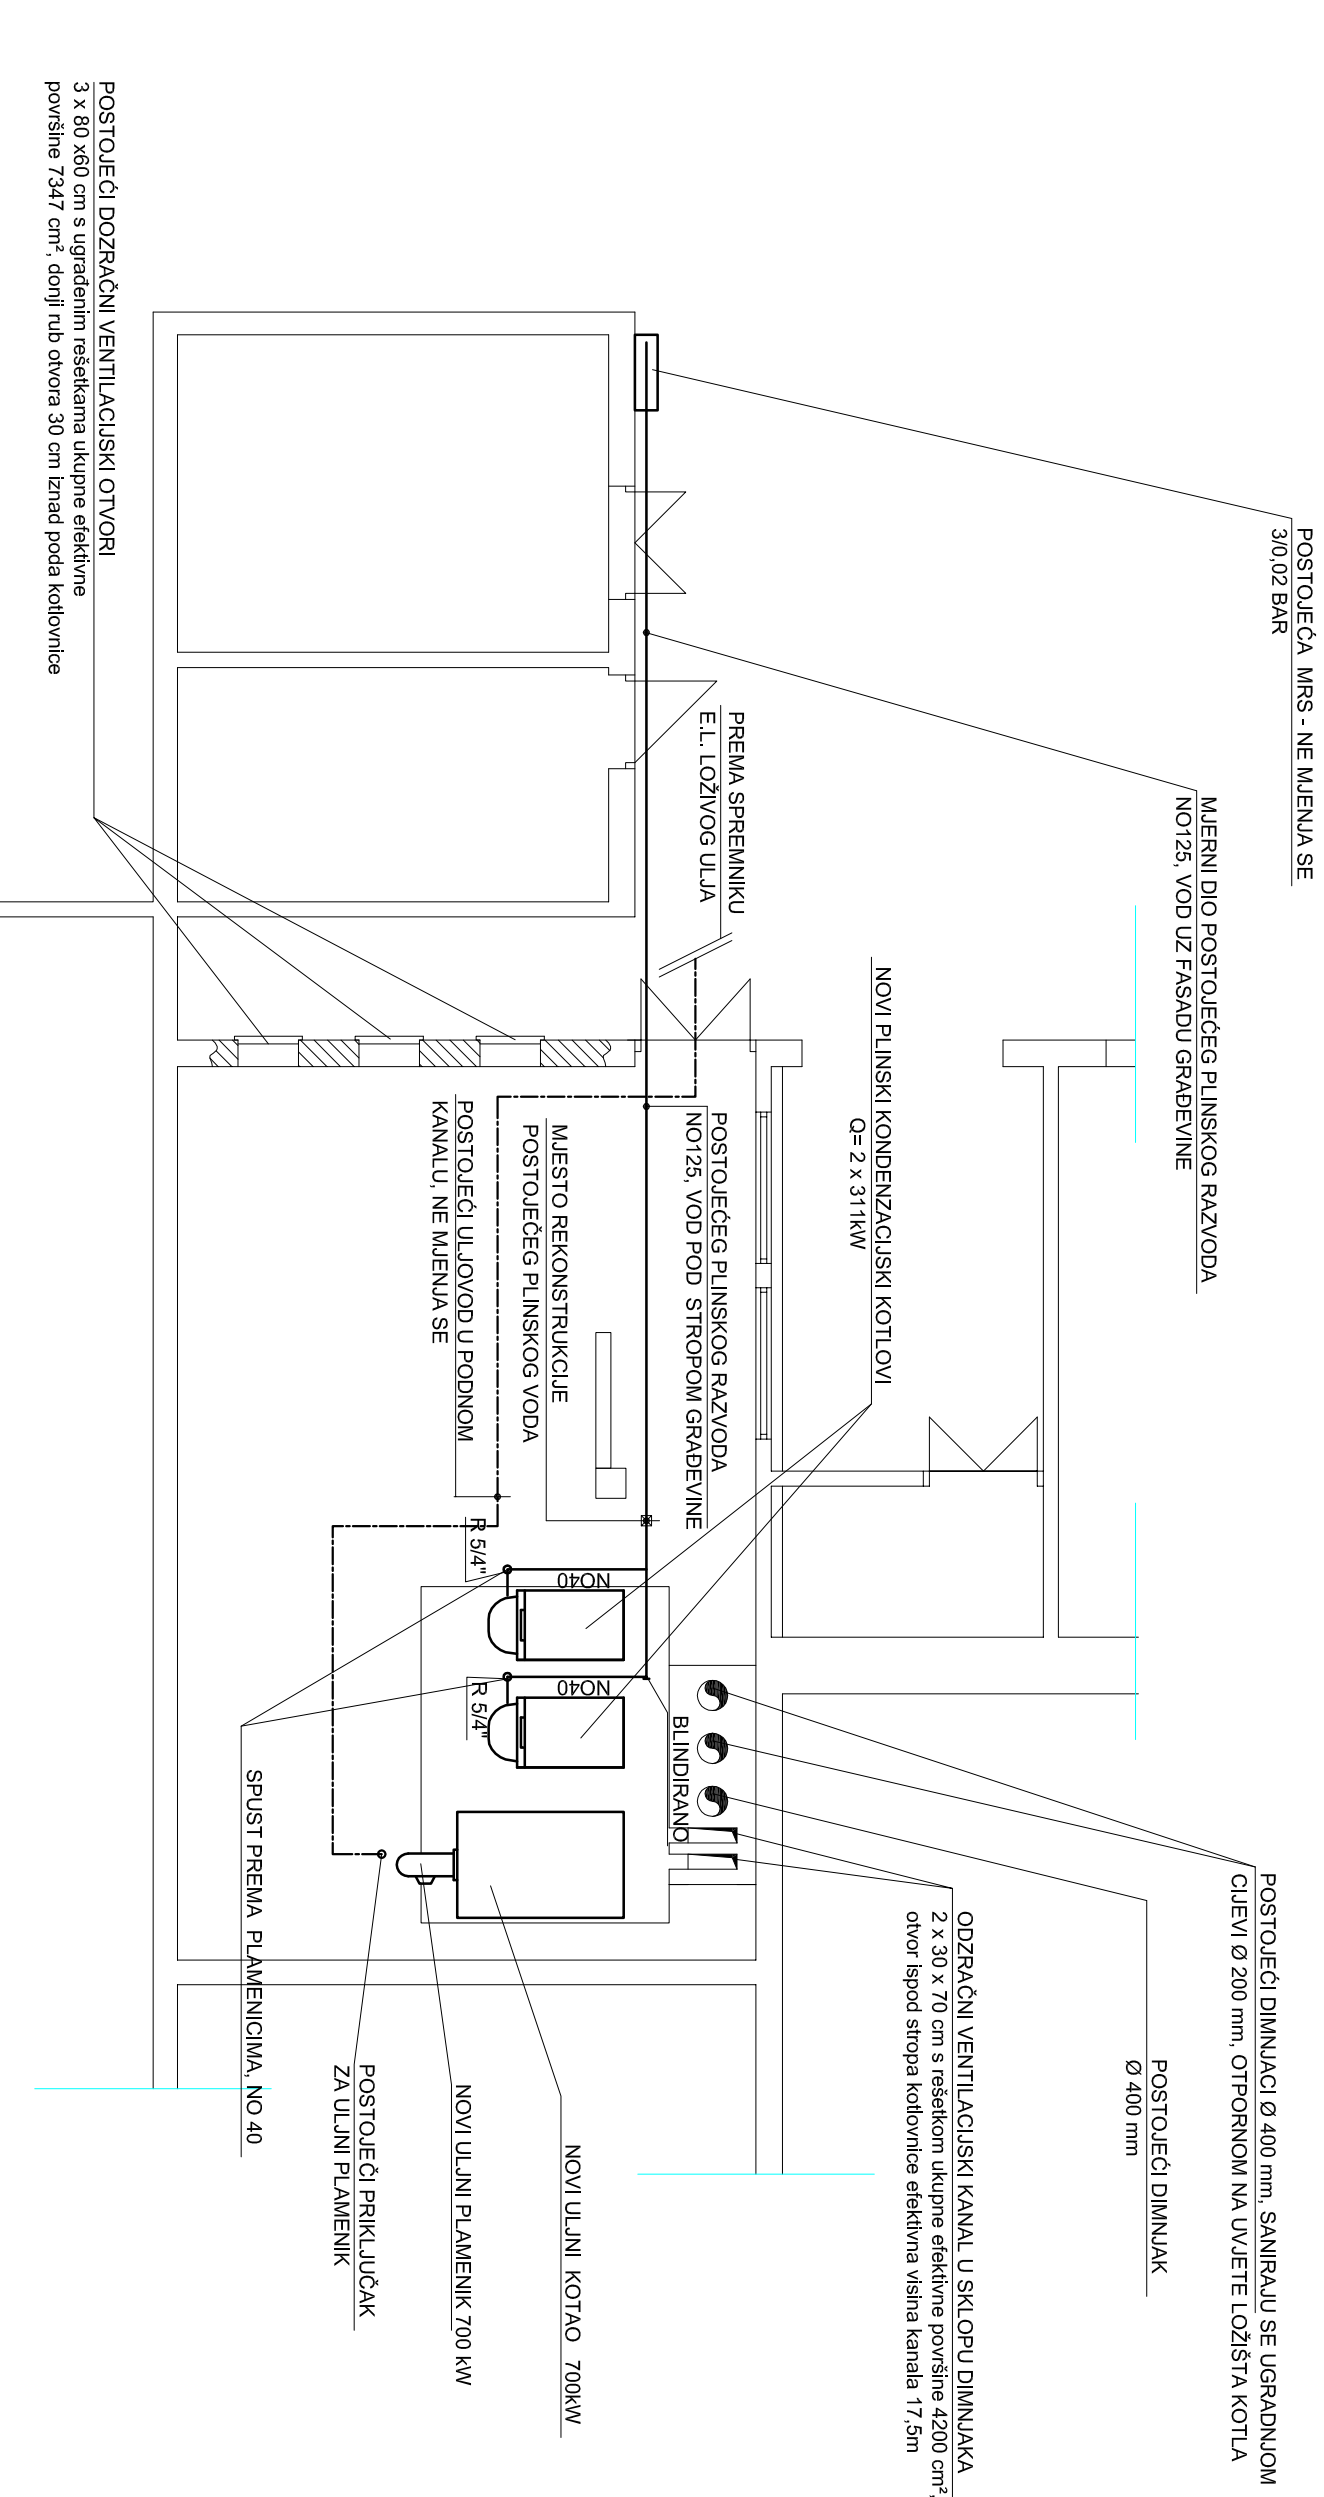 POSTOJEĆA MRS - NE MJENJA SE
3/0,02 BAR
MJERNI DIO POSTOJEĆEG PLINSKOG RAZVODA
NO125, VOD UZ FASADU GRAĐEVINE
POSTOJEĆI DOZRAČNI VENTILACIJSKI OTVORI
3 x 80 x60 cm s ugrađenim rešetkama ukupne efektivne
površine 7347 cm², donji rub otvora 30 cm iznad poda kotlovnice
PREMA SPREMNIKU
E.L. LOŽIVOG ULJA
NOVI PLINSKI KONDENZACIJSKI KOTLOVI
Q= 2 x 311kW
POSTOJEĆEG PLINSKOG RAZVODA
NO125, VOD POD STROPOM GRAĐEVINE
MJESTO REKONSTRUKCIJE
POSTOJEČEG PLINSKOG VODA
POSTOJEĆI ULJOVOD U PODNOM
KANALU, NE MJENJA SE
R 5/4"
NO40
R 5/4"
NO40
BLINDIRANO
POSTOJEĆI DIMNJACI Ø 400 mm, SANIRAJU SE UGRADNJOM
CIJEVI Ø 200 mm, OTPORNOM NA UVJETE LOŽIŠTA KOTLA
POSTOJEĆI DIMNJAK
Ø 400 mm
ODZRAČNI VENTILACIJSKI KANAL U SKLOPU DIMNJAKA
2 x 30 x 70 cm s rešetkom ukupne efektivne površine 4200 cm²,
otvor ispod stropa kotlovnice efektivna visina kanala 17,5m
NOVI ULJNI KOTAO 700kW
NOVI ULJNI PLAMENIK 700 kW
POSTOJEČI PRIKLJUČAK
ZA ULJNI PLAMENIK
SPUST PREMA PLAMENICIMA, NO 40